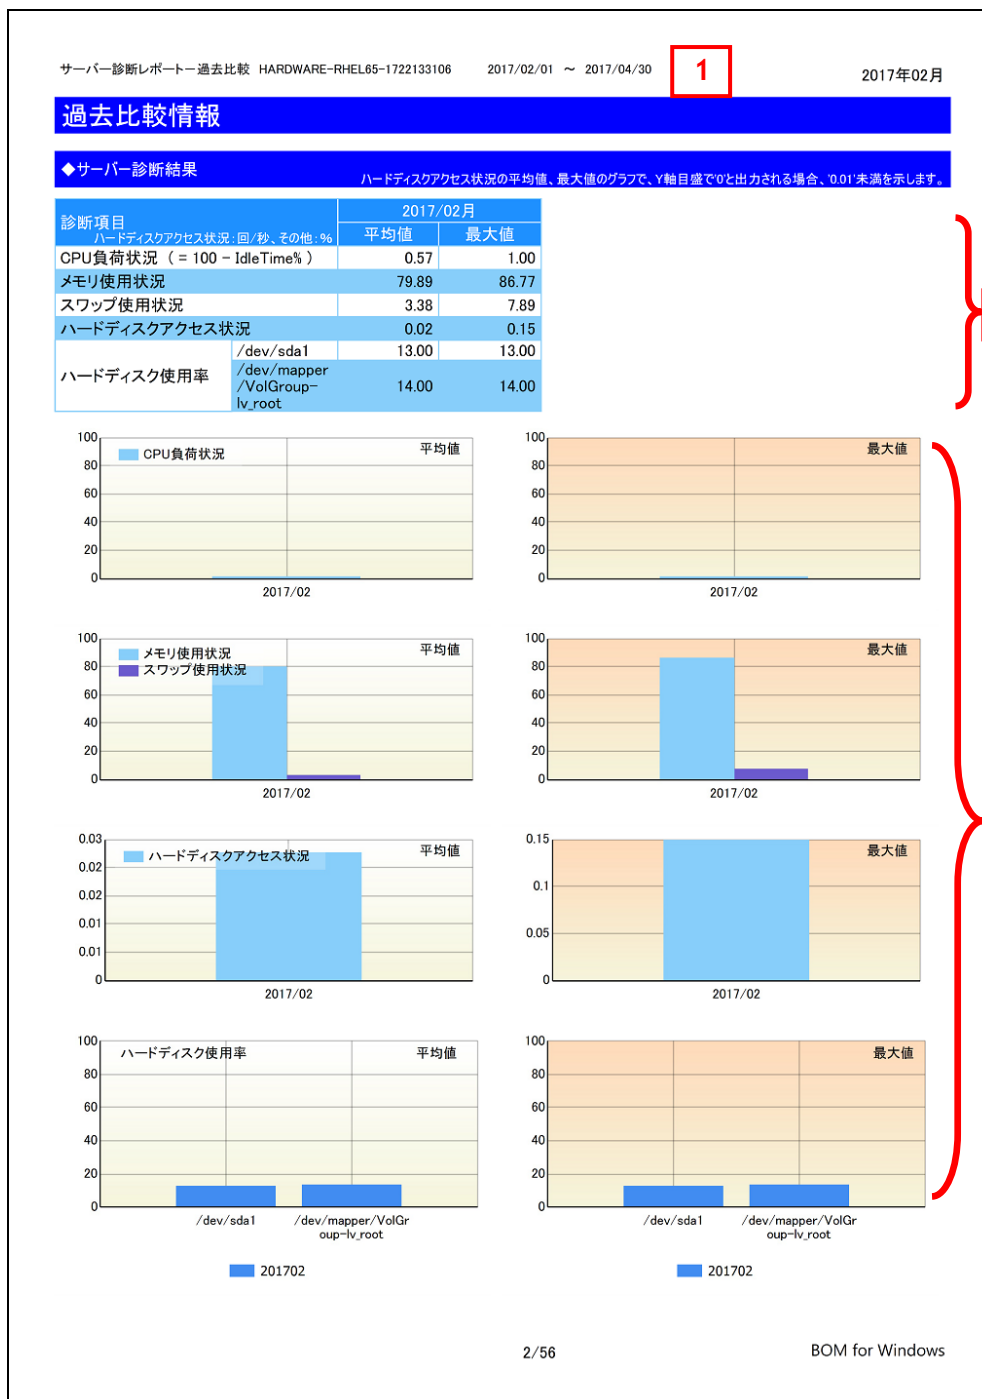 サーバー診断レポートー過去比較 HARDWARE-RHEL65-1722133106 2017/02/01 ～ 2017/04/30
1
2017年02月
過去比較情報
◆サーバー診断結果
ハードディスクアクセス状況の平均値、最大値のグラフで、Y軸目盛で'0'と出力される場合、'0.01'未満を示します。
診断項目 2017/02月
ハードディスクアクセス状況：回/秒、その他：% 平均値 最大値
CPU負荷状況（ = 100 - IdleTime% ） 0.57 1.00
メモリ使用状況 79.89 86.77
スワップ使用状況 3.38 7.89
ハードディスクアクセス状況 0.02 0.15
ハードディスク使用率 /dev/sda1 13.00 13.00
/dev/mapper
/VolGroup-
lv_root 14.00 14.00
100
80
60
40
20
0
CPU負荷状況
平均値
2017/02
100
80
60
40
20
0
最大値
2017/02
100
80
60
40
20
0
メモリ使用状況
スワップ使用状況
平均値
2017/02
100
80
60
40
20
0
最大値
2017/02
0.03
0.02
0.02
0.01
0.01
0
ハードディスクアクセス状況
平均値
2017/02
0.15
0.1
0.05
0
最大値
2017/02
100
80
60
40
20
0
ハードディスク使用率
平均値
/dev/sda1
/dev/mapper/VolGr
oup-lv_root
201702
100
80
60
40
20
0
最大値
/dev/sda1
/dev/mapper/VolGr
oup-lv_root
201702
2/56
BOM for Windows